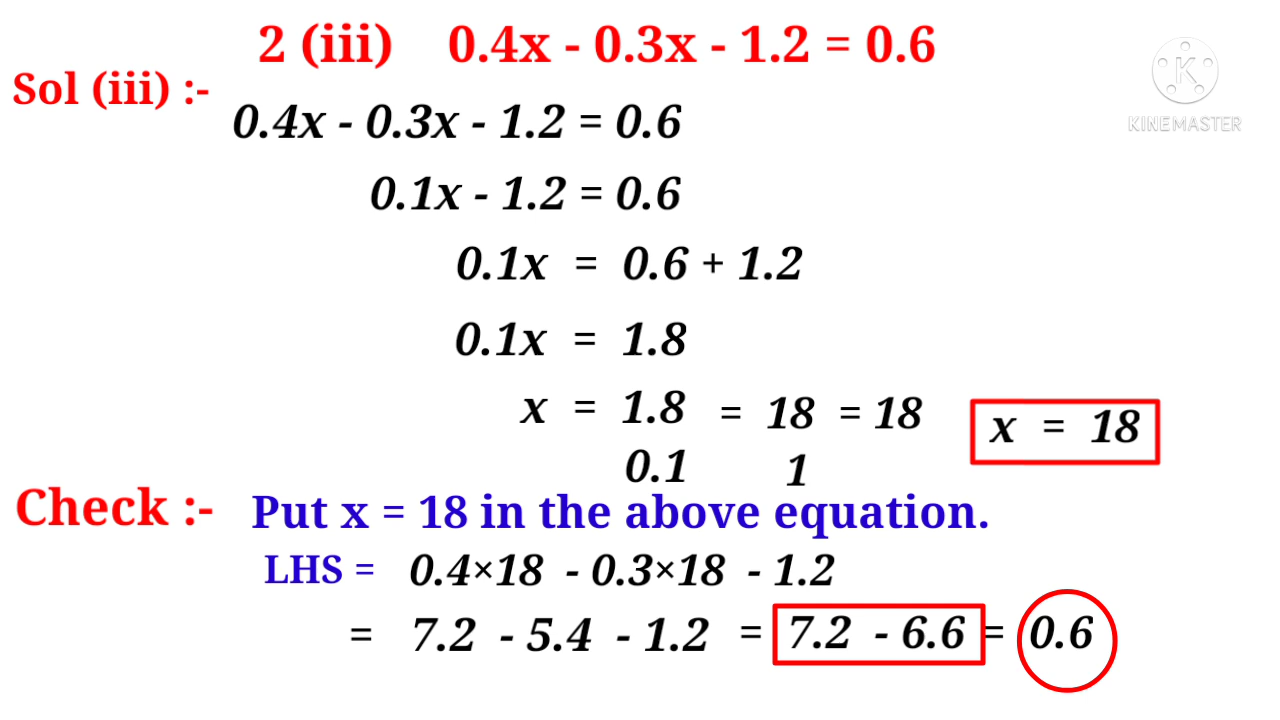 2 (iii) 0.4x - 0.3x - 1.2 = 0.6
Sol (iii) :-
0.4x - 0.3x - 1.2 = 0.6
0.1x - 1.2 = 0.6
0.1x = 0.6 + 1.2
0.1x = 1.8
x = 1.8 = 18 = 18 x = 18
0.1 1
Check :- Put x = 18 in the above equation.
LHS = 0.4×18 - 0.3×18 - 1.2
= 7.2 - 5.4 - 1.2 = 7.2 - 6.6 = 0.6
K
KINEMASTER